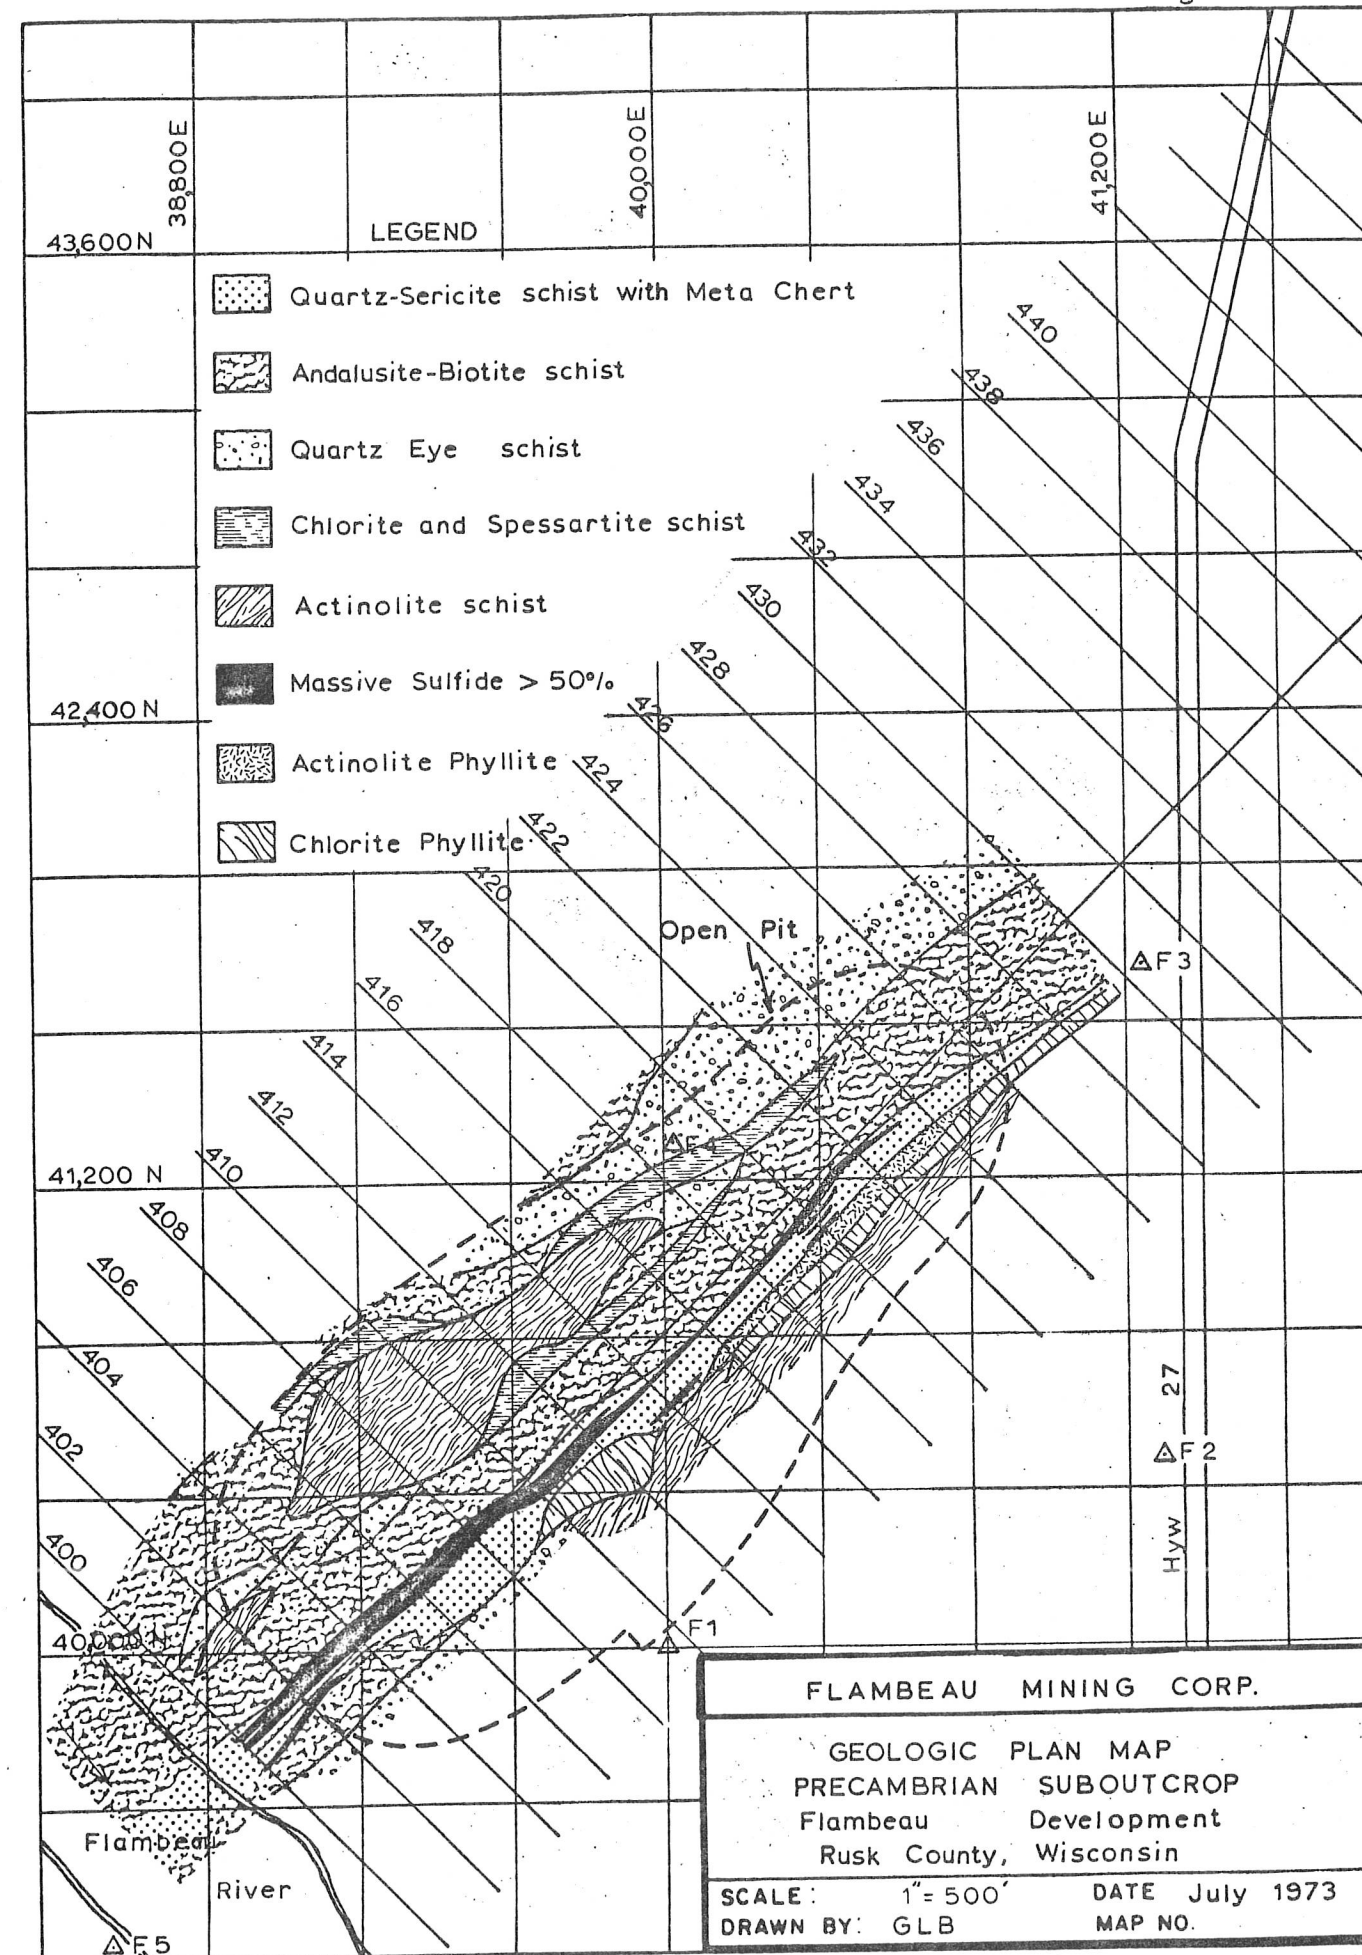 38,800E
40,000E
41,200E
43,600N
LEGEND
Quartz-Sericite schist with Meta Chert
Andalusite-Biotite schist
Quartz Eye schist
Chlorite and Spessartite schist
Actinolite schist
Massive Sulfide > 50%
42,400 N
Actinolite Phyllite
Chlorite Phyllite
440
438
436
434
432
430
428
426
424
422
420
418
416
414
412
410
408
406
404
402
400
Open Pit
F3
F4
41,200 N
Hyw 27
F2
40,000 N
F1
Flambeau
River
F5
FLAMBEAU MINING CORP.
GEOLOGIC PLAN MAP
PRECAMBRIAN SUBOUTCROP
Flambeau Development
Rusk County, Wisconsin
SCALE: 1"= 500' DATE July 1973
DRAWN BY: GLB MAP NO.